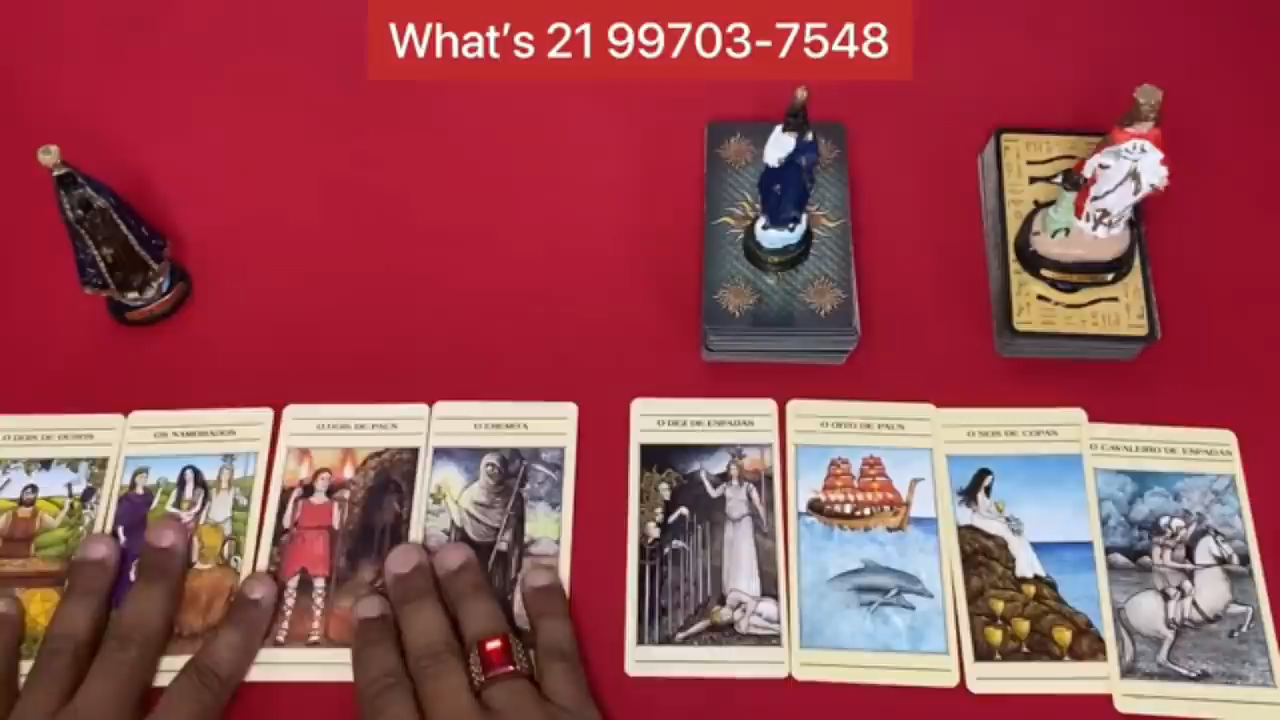 What's 21 99703-7548
O DOIS DE OUROS
OS NAMORADOS
O DOIS DE PAUS
O EREMITA
O DEZ DE ESPADAS
O OITO DE PAUS
O SEIS DE COPAS
O CAVALEIRO DE ESPADAS